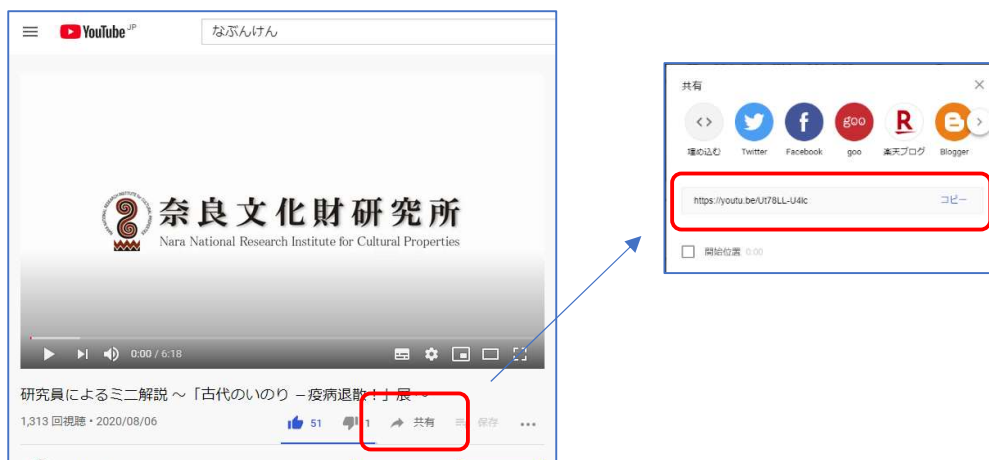 YouTube JP
なぶんけん
奈良文化財研究所
Nara National Research Institute for Cultural Properties
0:00 / 6:18
研究員によるミニ解説 ~「古代のいのり – 疫病退散!」展 ~
1,313 回視聴・2020/08/06
51
1
共有
保存
共有
goo
R
埋め込む
Twitter
Facebook
goo
楽天ブログ
Blogger
https://youtu.be/Ut78LL-U4lc
コピー
開始位置 0:00